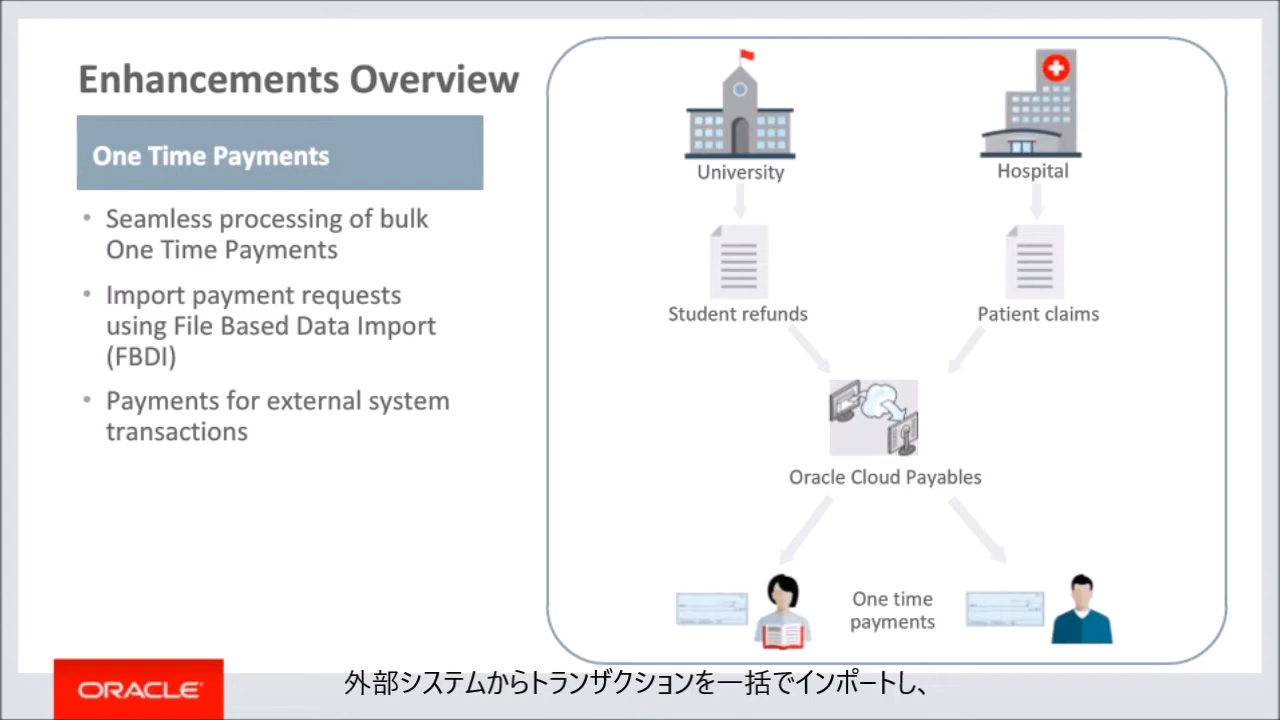 Enhancements Overview
One Time Payments
• Seamless processing of bulk
One Time Payments
• Import payment requests
using File Based Data Import
(FBDI)
• Payments for external system
transactions
University
Hospital
Student refunds
Patient claims
Oracle Cloud Payables
One time
payments
ORACLE
外部システムからトランザクションを一括でインポートし、